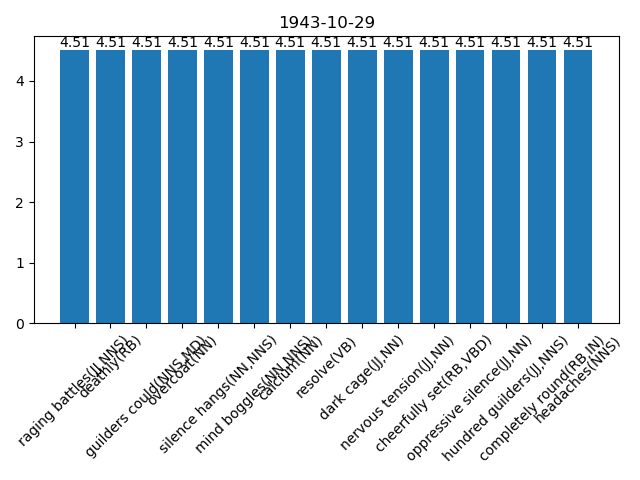 1943-10-29
4.51 4.51 4.51 4.51 4.51 4.51 4.51 4.51 4.51 4.51 4.51 4.51 4.51 4.51 4.51
4
3
2
1
0
raging battles(JJ,NNS)
deathly(RB)
guilders could(NNS,MD)
overcoat(NN)
silence hangs(NN,NNS)
mind boggles(NN,NNS)
calcium(NN)
resolve(VB)
dark cage(JJ,NN)
nervous tension(JJ,NN)
cheerfully set(RB,VBD)
oppressive silence(JJ,NN)
hundred guilders(JJ,NNS)
completely round(RB,IN)
headaches(NNS)